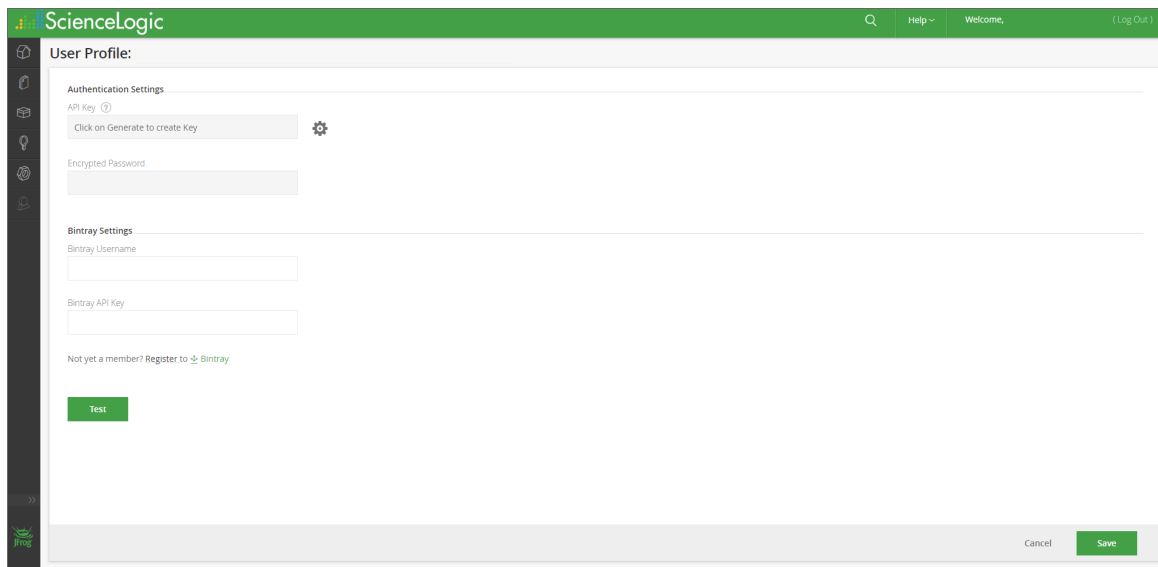 ScienceLogic
Help
Welcome,
(Log Out)
User Profile:
Authentication Settings
API Key ?
Click on Generate to create Key
Encrypted Password
Bintray Settings
Bintray Username
Bintray API Key
Not yet a member? Register to Bintray
Test
JFrog
Cancel
Save